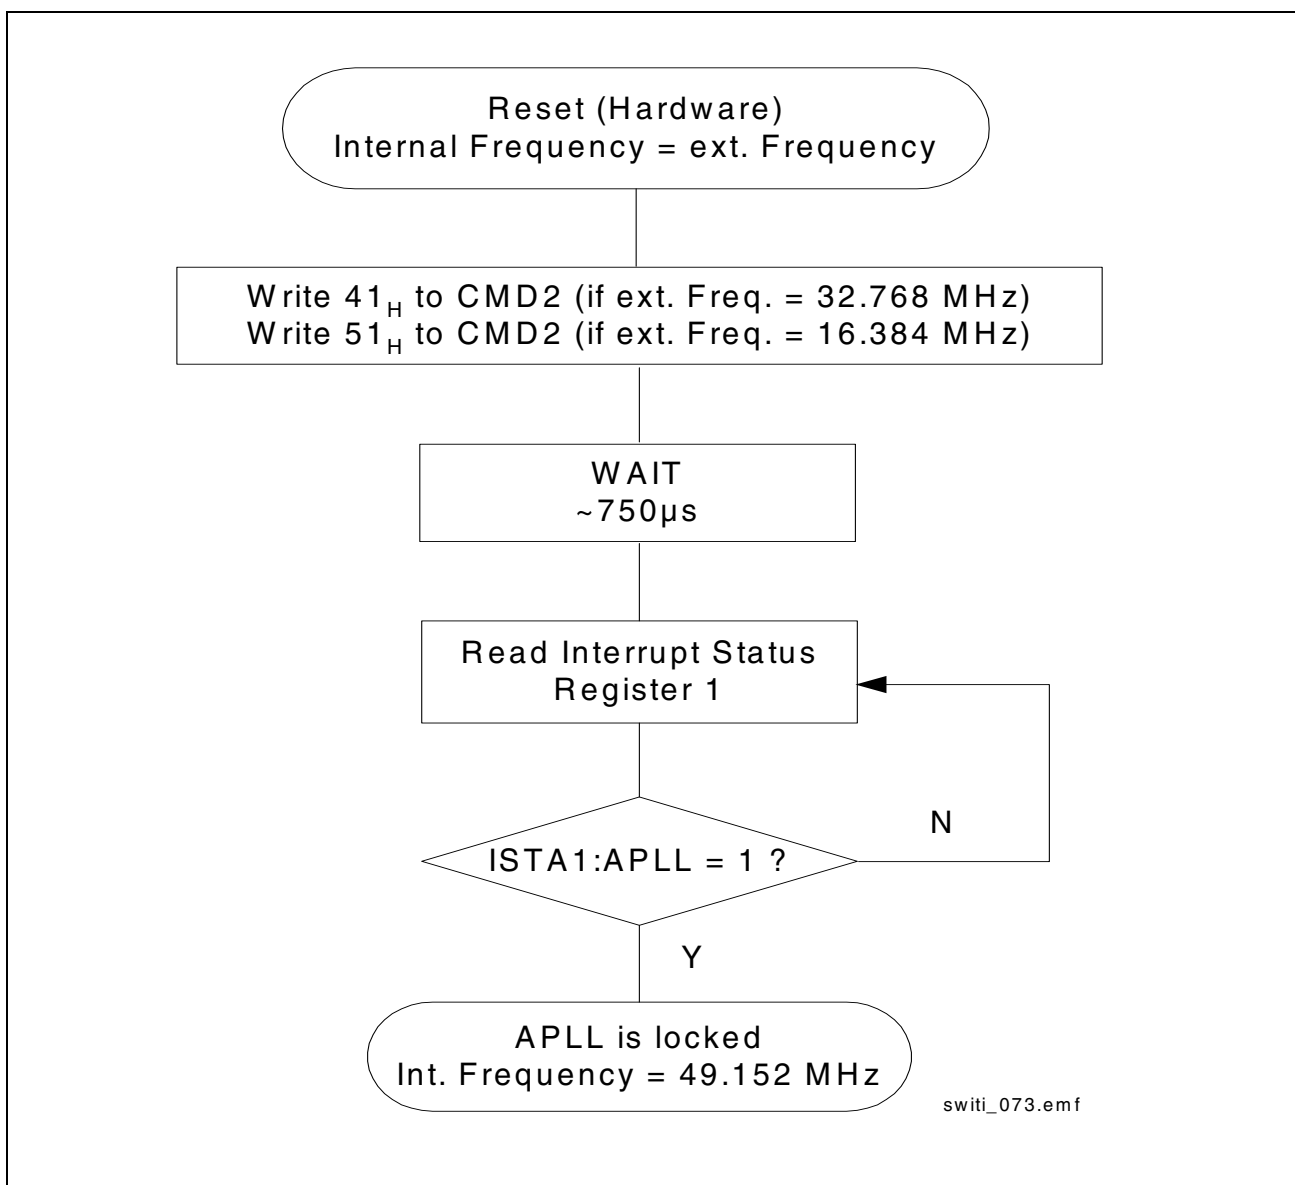 Reset (Hardware)
Internal Frequency = ext. Frequency
Write 41H to CMD2 (if ext. Freq. = 32.768 MHz)
Write 51H to CMD2 (if ext. Freq. = 16.384 MHz)
WAIT
~750µs
Read Interrupt Status
Register 1
N
ISTA1:APLL = 1 ?
Y
APLL is locked
Int. Frequency = 49.152 MHz
switi_073.emf